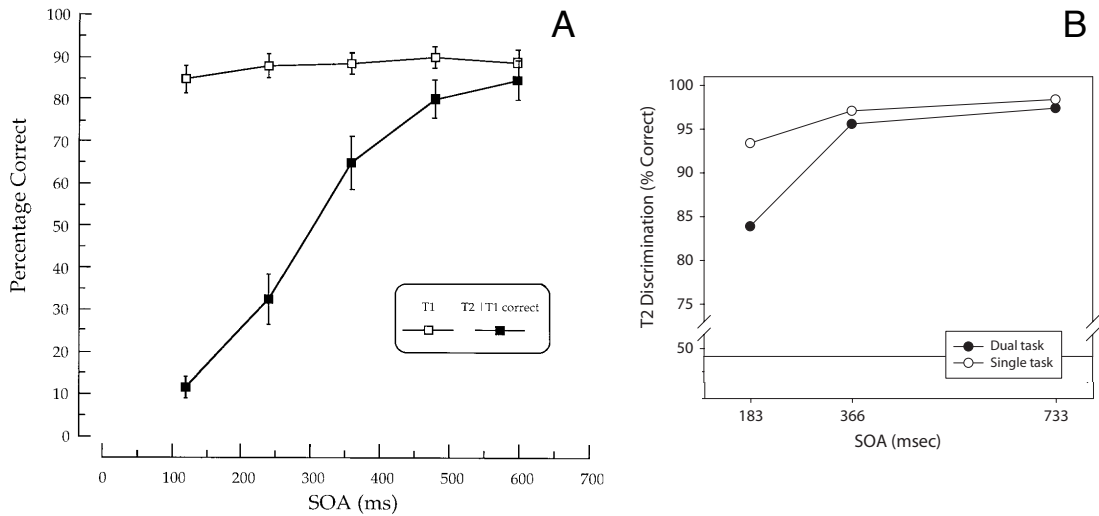 A
100
90
80
70
60
50
40
30
20
10
0
Percentage Correct
T1 T2 | T1 correct
0 100 200 300 400 500 600 700
SOA (ms)
B
100
95
90
85
80
75
50
T2 Discrimination (% Correct)
Dual task
Single task
183 366 733
SOA (msec)